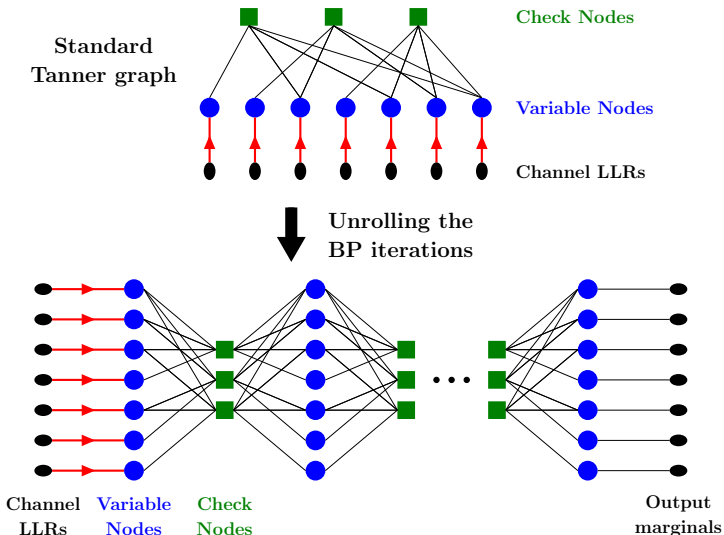 Check Nodes
Standard
Tanner graph
Variable Nodes
Channel LLRs
Unrolling the
BP iterations
Channel
LLRs
Variable
Nodes
Check
Nodes
Output
marginals